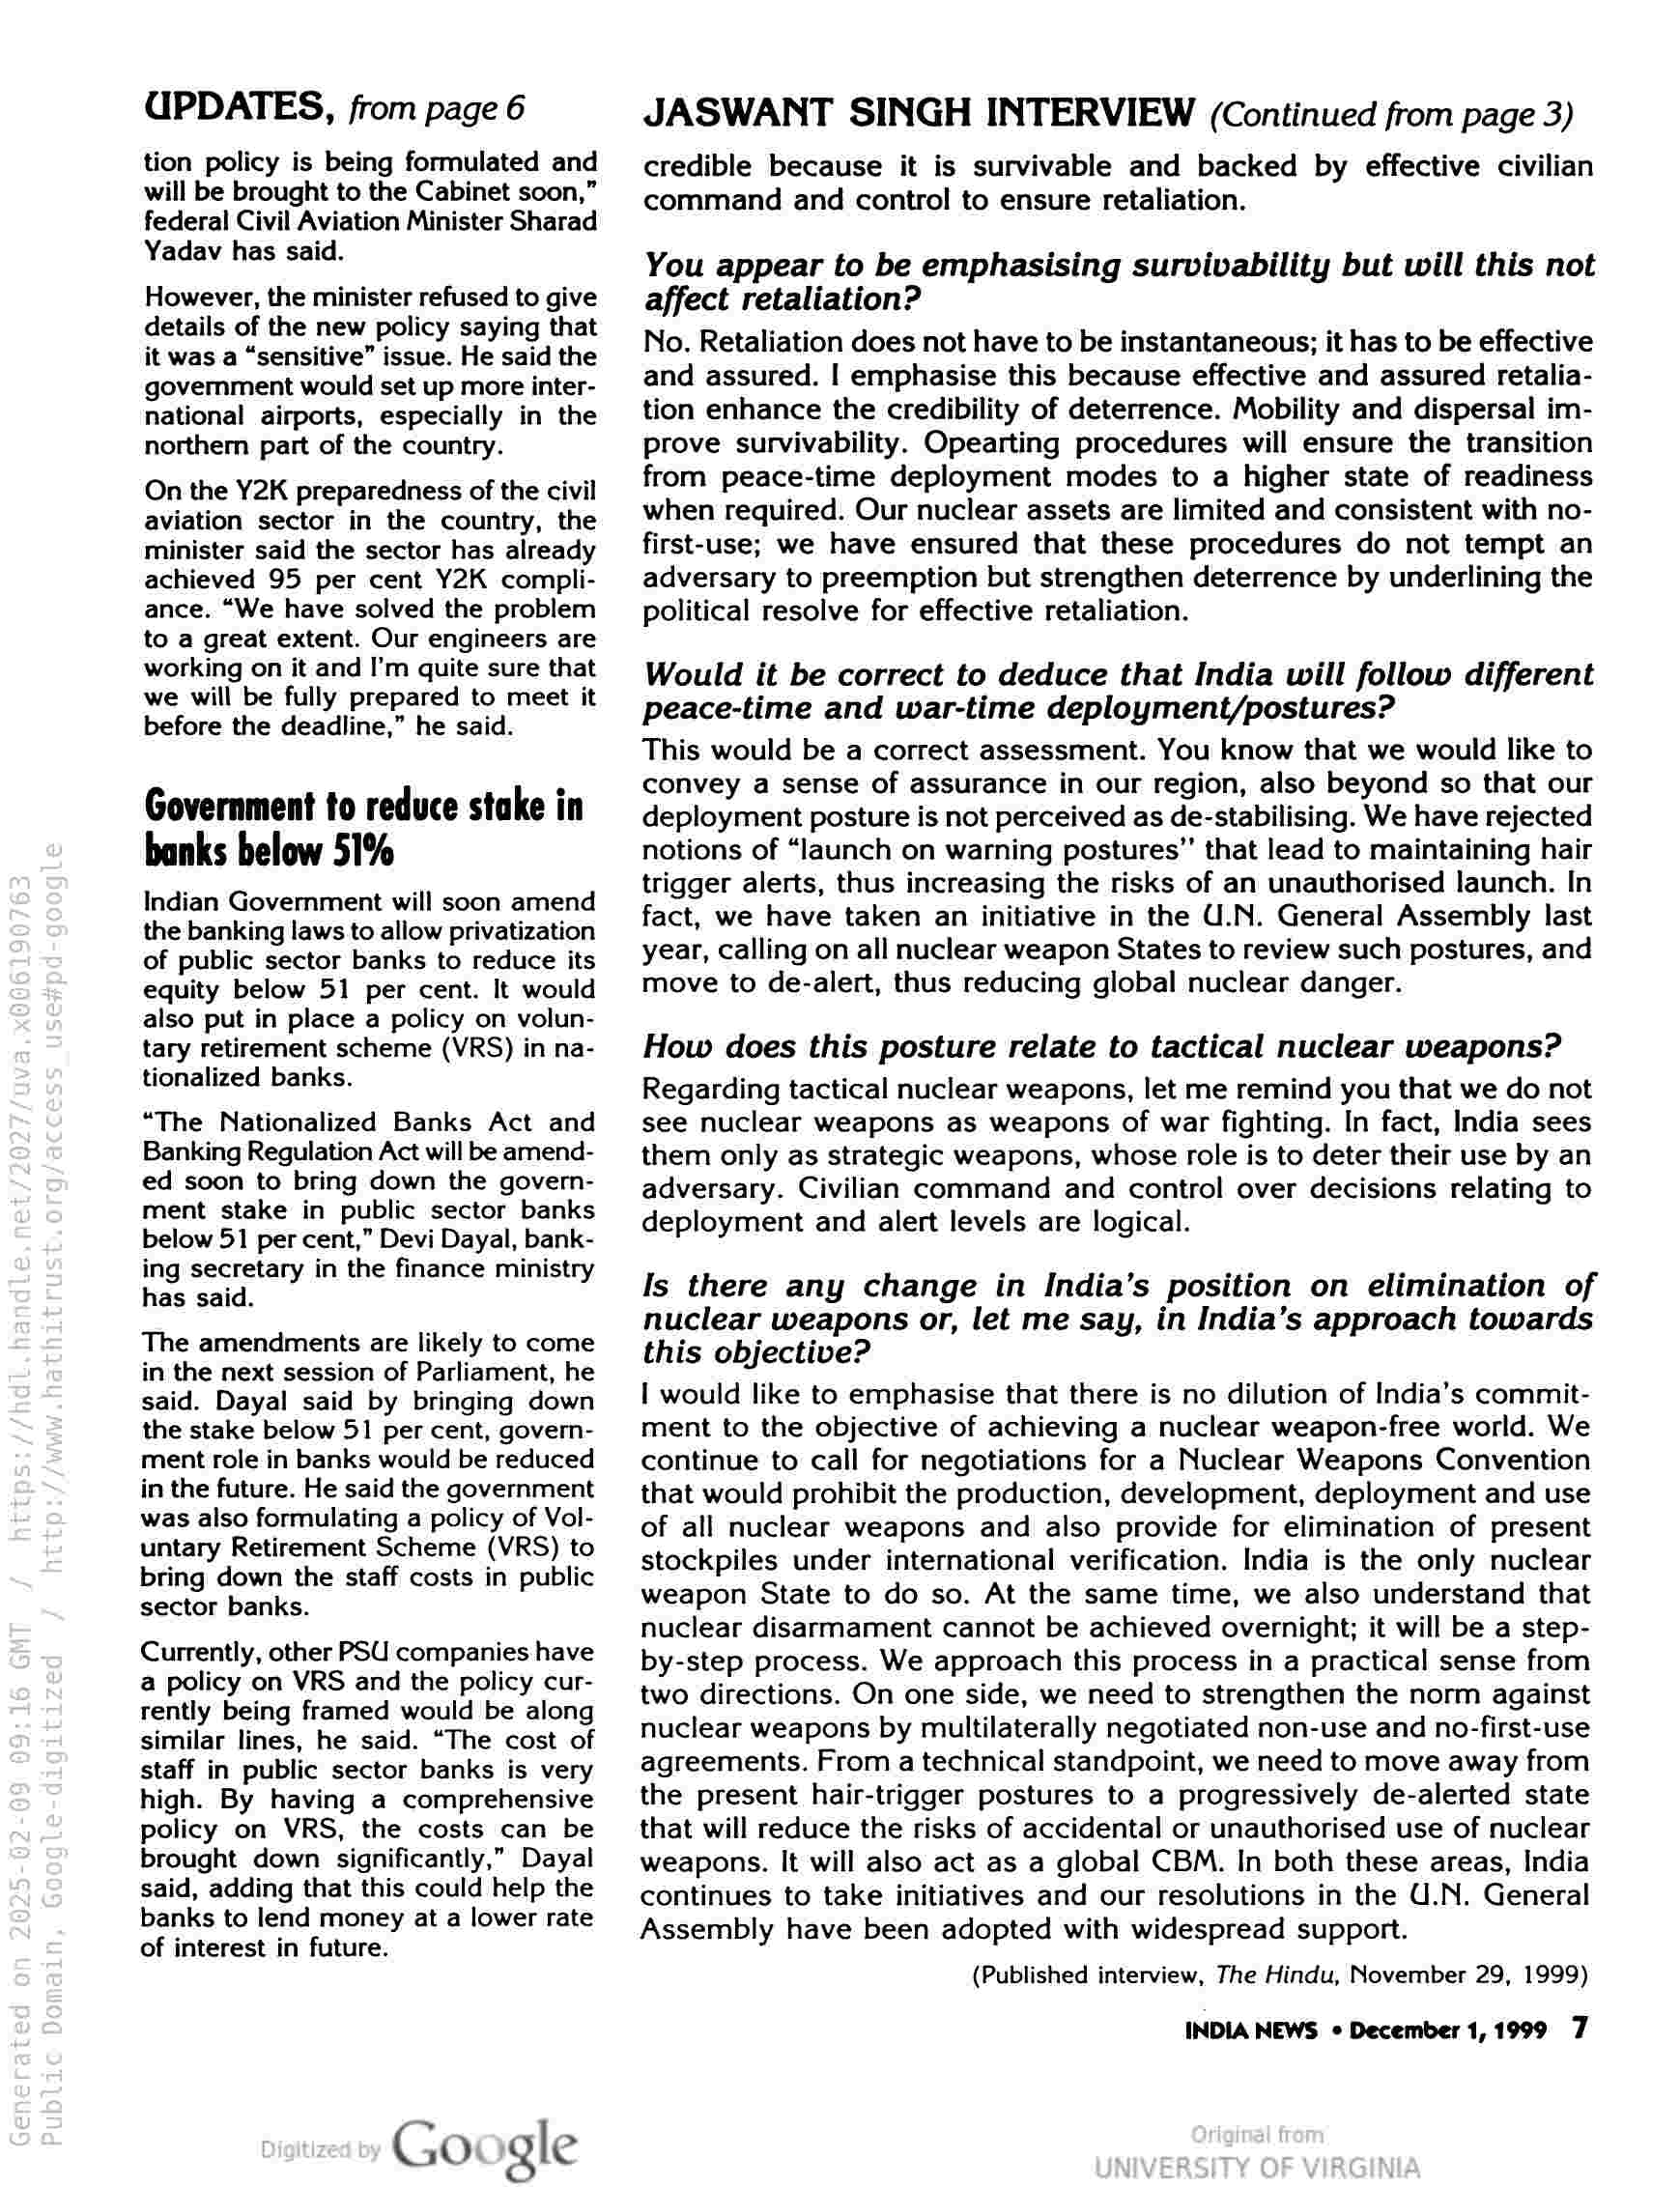 UPDATES, from page 6
tion policy is being formulated and
will be brought to the Cabinet soon,”
federal Civil Aviation Minister Sharad
Yadav has said.
However, the minister refused to give
details of the new policy saying that
it was a “sensitive” issue. He said the
government would set up more inter-
national airports, especially in the
northern part of the country.
On the Y2K preparedness of the civil
aviation sector in the country, the
minister said the sector has already
achieved 95 per cent Y2K compli-
ance. “We have solved the problem
to a great extent. Our engineers are
working on it and I’m quite sure that
we will be fully prepared to meet it
before the deadline,” he said.
Government to reduce stake in
banks below 51%
Indian Government will soon amend
the banking laws to allow privatization
of public sector banks to reduce its
equity below 51 per cent. It would
also put in place a policy on volun-
tary retirement scheme (VRS) in na-
tionalized banks.
“The Nationalized Banks Act and
Banking Regulation Act will be amend-
ed soon to bring down the govern-
ment stake in public sector banks
below 51 per cent,” Devi Dayal, bank-
ing secretary in the finance ministry
has said.
The amendments are likely to come
in the next session of Parliament, he
said. Dayal said by bringing down
the stake below 51 per cent, govern-
ment role in banks would be reduced
in the future. He said the government
was also formulating a policy of Vol-
untary Retirement Scheme (VRS) to
bring down the staff costs in public
sector banks.
Currently, other PSU companies have
a policy on VRS and the policy cur-
rently being framed would be along
similar lines, he said. “The cost of
staff in public sector banks is very
high. By having a comprehensive
policy on VRS, the costs can be
brought down significantly,” Dayal
said, adding that this could help the
banks to lend money at a lower rate
of interest in future.
JASWANT SINGH INTERVIEW (Continued from page 3)
credible because it is survivable and backed by effective civilian
command and control to ensure retaliation.
You appear to be emphasising survivability but will this not
affect retaliation?
No. Retaliation does not have to be instantaneous; it has to be effective
and assured. I emphasise this because effective and assured retalia-
tion enhance the credibility of deterrence. Mobility and dispersal im-
prove survivability. Opearting procedures will ensure the transition
from peace-time deployment modes to a higher state of readiness
when required. Our nuclear assets are limited and consistent with no-
first-use; we have ensured that these procedures do not tempt an
adversary to preemption but strengthen deterrence by underlining the
political resolve for effective retaliation.
Would it be correct to deduce that India will follow different
peace-time and war-time deployment/postures?
This would be a correct assessment. You know that we would like to
convey a sense of assurance in our region, also beyond so that our
deployment posture is not perceived as de-stabilising. We have rejected
notions of “launch on warning postures’’ that lead to maintaining hair
trigger alerts, thus increasing the risks of an unauthorised launch. In
fact, we have taken an initiative in the U.N. General Assembly last
year, calling on all nuclear weapon States to review such postures, and
move to de-alert, thus reducing global nuclear danger.
How does this posture relate to tactical nuclear weapons?
Regarding tactical nuclear weapons, let me remind you that we do not
see nuclear weapons as weapons of war fighting. In fact, India sees
them only as strategic weapons, whose role is to deter their use by an
adversary. Civilian command and control over decisions relating to
deployment and alert levels are logical.
Is there any change in India’s position on elimination of
nuclear weapons or, let me say, in India’s approach towards
this objective?
I would like to emphasise that there is no dilution of India’s commit-
ment to the objective of achieving a nuclear weapon-free world. We
continue to call for negotiations for a Nuclear Weapons Convention
that would prohibit the production, development, deployment and use
of all nuclear weapons and also provide for elimination of present
stockpiles under international verification. India is the only nuclear
weapon State to do so. At the same time, we also understand that
nuclear disarmament cannot be achieved overnight; it will be a step-
by-step process. We approach this process in a practical sense from
two directions. On one side, we need to strengthen the norm against
nuclear weapons by multilaterally negotiated non-use and no-first-use
agreements. From a technical standpoint, we need to move away from
the present hair-trigger postures to a progressively de-alerted state
that will reduce the risks of accidental or unauthorised use of nuclear
weapons. It will also act as a global CBM. In both these areas, India
continues to take initiatives and our resolutions in the U.N. General
Assembly have been adopted with widespread support.
(Published interview, The Hindu, November 29, 1999)
INDIA NEWS • December 1, 1999 7
Generated on 2025-02-09 09:16 GMT / https://hdl.handle.net/2027/uva.x006190763
Public Domain, Google-digitized / http://www.hathitrust.org/access_use#pd-google
Digitized by Google
Original from
UNIVERSITY OF VIRGINIA